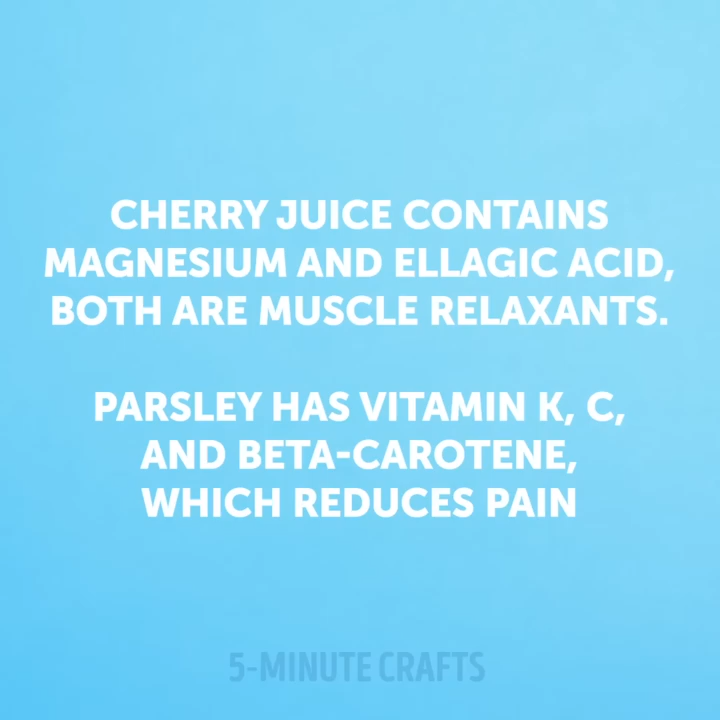 CHERRY JUICE CONTAINS
MAGNESIUM AND ELLAGIC ACID,
BOTH ARE MUSCLE RELAXANTS.
PARSLEY HAS VITAMIN K, C,
AND BETA-CAROTENE,
WHICH REDUCES PAIN
5-MINUTE CRAFTS